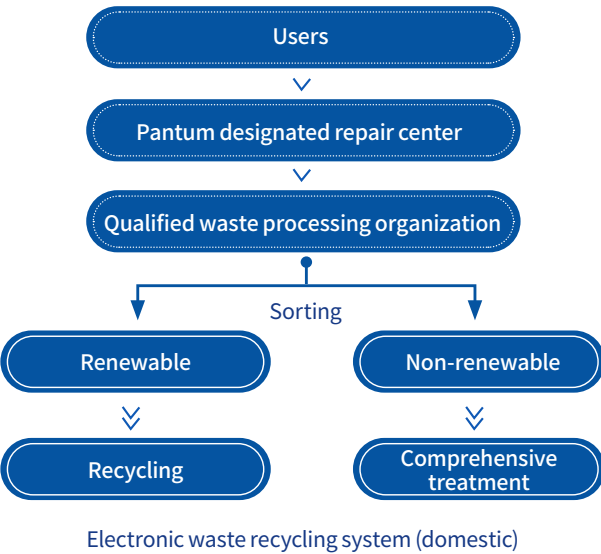 Users
Pantum designated repair center
Qualified waste processing organization
Sorting
Renewable
Non-renewable
Recycling
Comprehensive
treatment
Electronic waste recycling system (domestic)